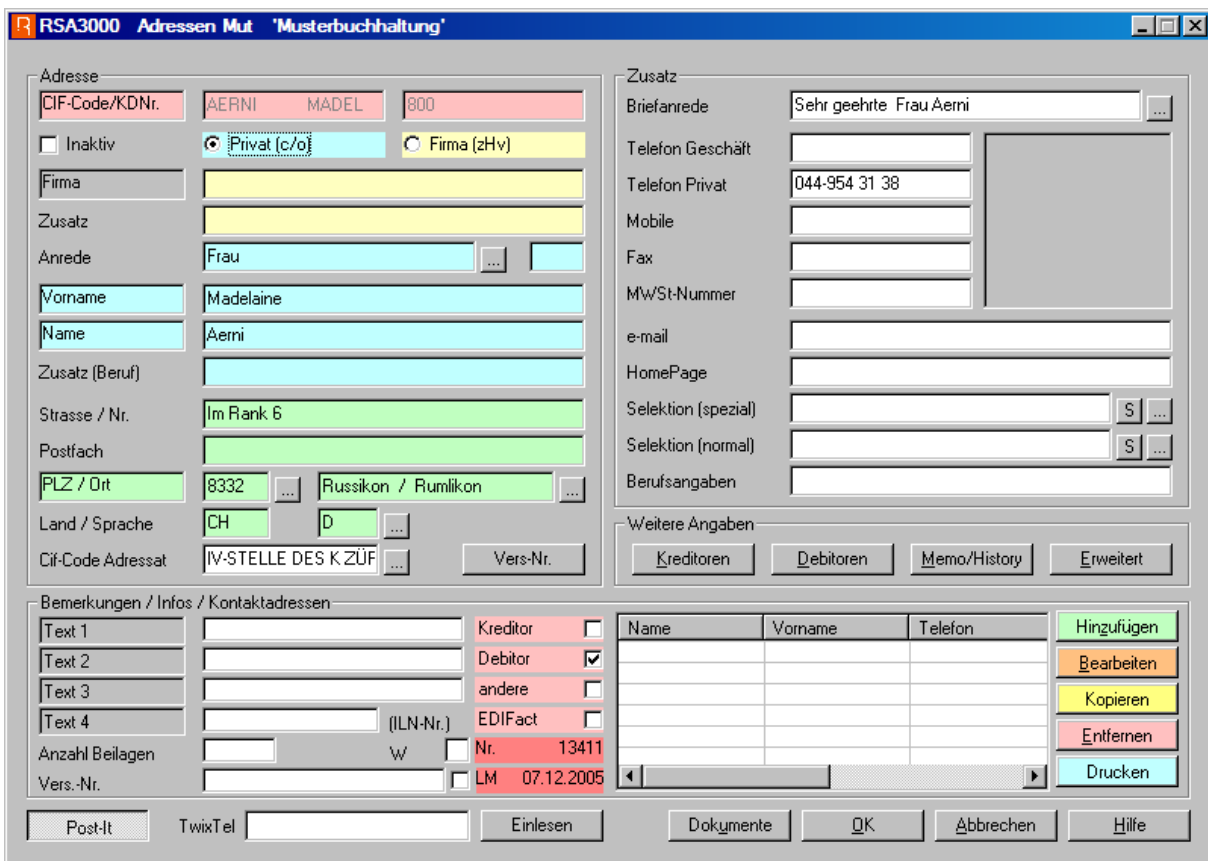 RSA3000 Adressen Mut 'Musterbuchhaltung'
Adresse
CIF-Code/KDNr. AERNI MADEL 800
Inaktiv Privat (c/o) Firma (zHv)
Firma
Zusatz
Anrede Frau ...
Vorname Madelaine
Name Aerni
Zusatz (Beruf)
Strasse / Nr. Im Rank 6
Postfach
PLZ / Ort 8332 ... Russikon / Rumlikon ...
Land / Sprache CH D ...
Cif-Code Adressat IV-STELLE DES K ZÜF ... Vers-Nr.
Zusatz
Briefanrede Sehr geehrte Frau Aerni ...
Telefon Geschäft
Telefon Privat 044-954 31 38
Mobile
Fax
MWSt-Nummer
e-mail
HomePage
Selektion (spezial) S ...
Selektion (normal) S ...
Berufsangaben
Weitere Angaben
Kreditoren Debitoren Memo/History Erweitert
Bemerkungen / Infos / Kontaktadressen
Text 1
Text 2
Text 3
Text 4 (ILN-Nr.)
Anzahl Beilagen W
Vers.-Nr.
Kreditor
Debitor
andere
EDIFact
Nr. 13411
LM 07.12.2005
Name Vorname Telefon
Hinzufügen
Bearbeiten
Kopieren
Entfernen
Drucken
Post-It TwixTel Einlesen Dokumente OK Abbrechen Hilfe